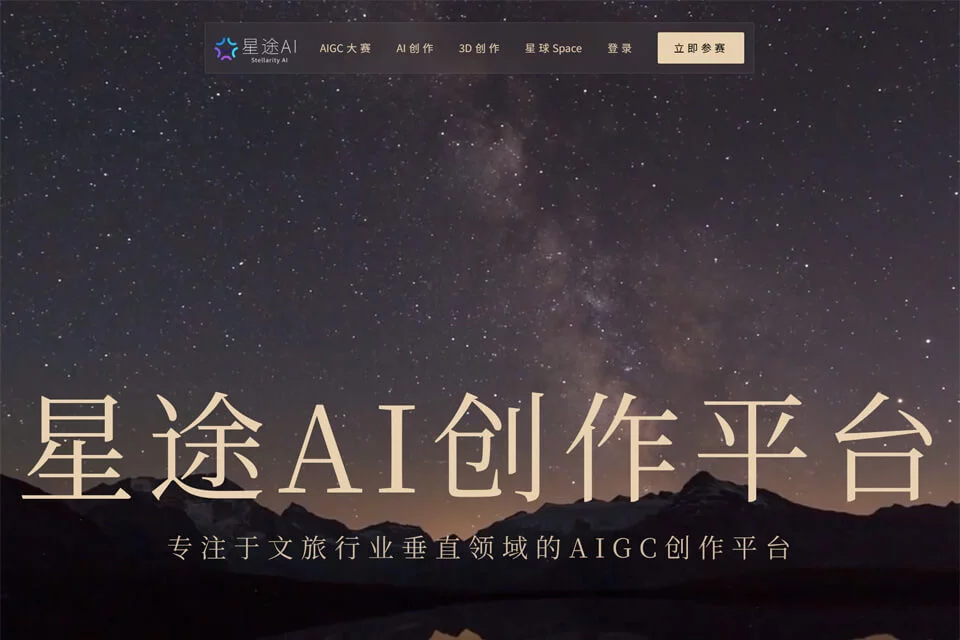 星途AI
Stellarity AI
AIGC 大赛
AI 创作
3D 创作
星球 Space
登录
立即参赛
星途AI创作平台
专注于文旅行业垂直领域的AIGC创作平台